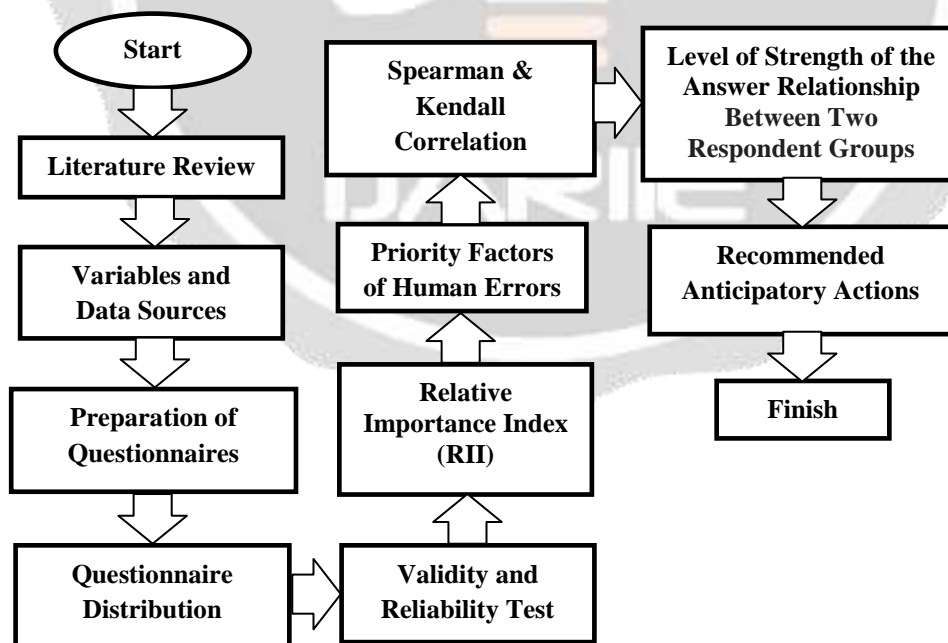 Start
Literature Review
Variables and
Data Sources
Preparation of
Questionnaires
Questionnaire
Distribution
Validity and
Reliability Test
Relative
Importance Index
(RII)
Priority Factors
of Human Errors
Spearman &
Kendall
Correlation
Level of Strength of the
Answer Relationship
Between Two
Respondent Groups
Recommended
Anticipatory Actions
Finish